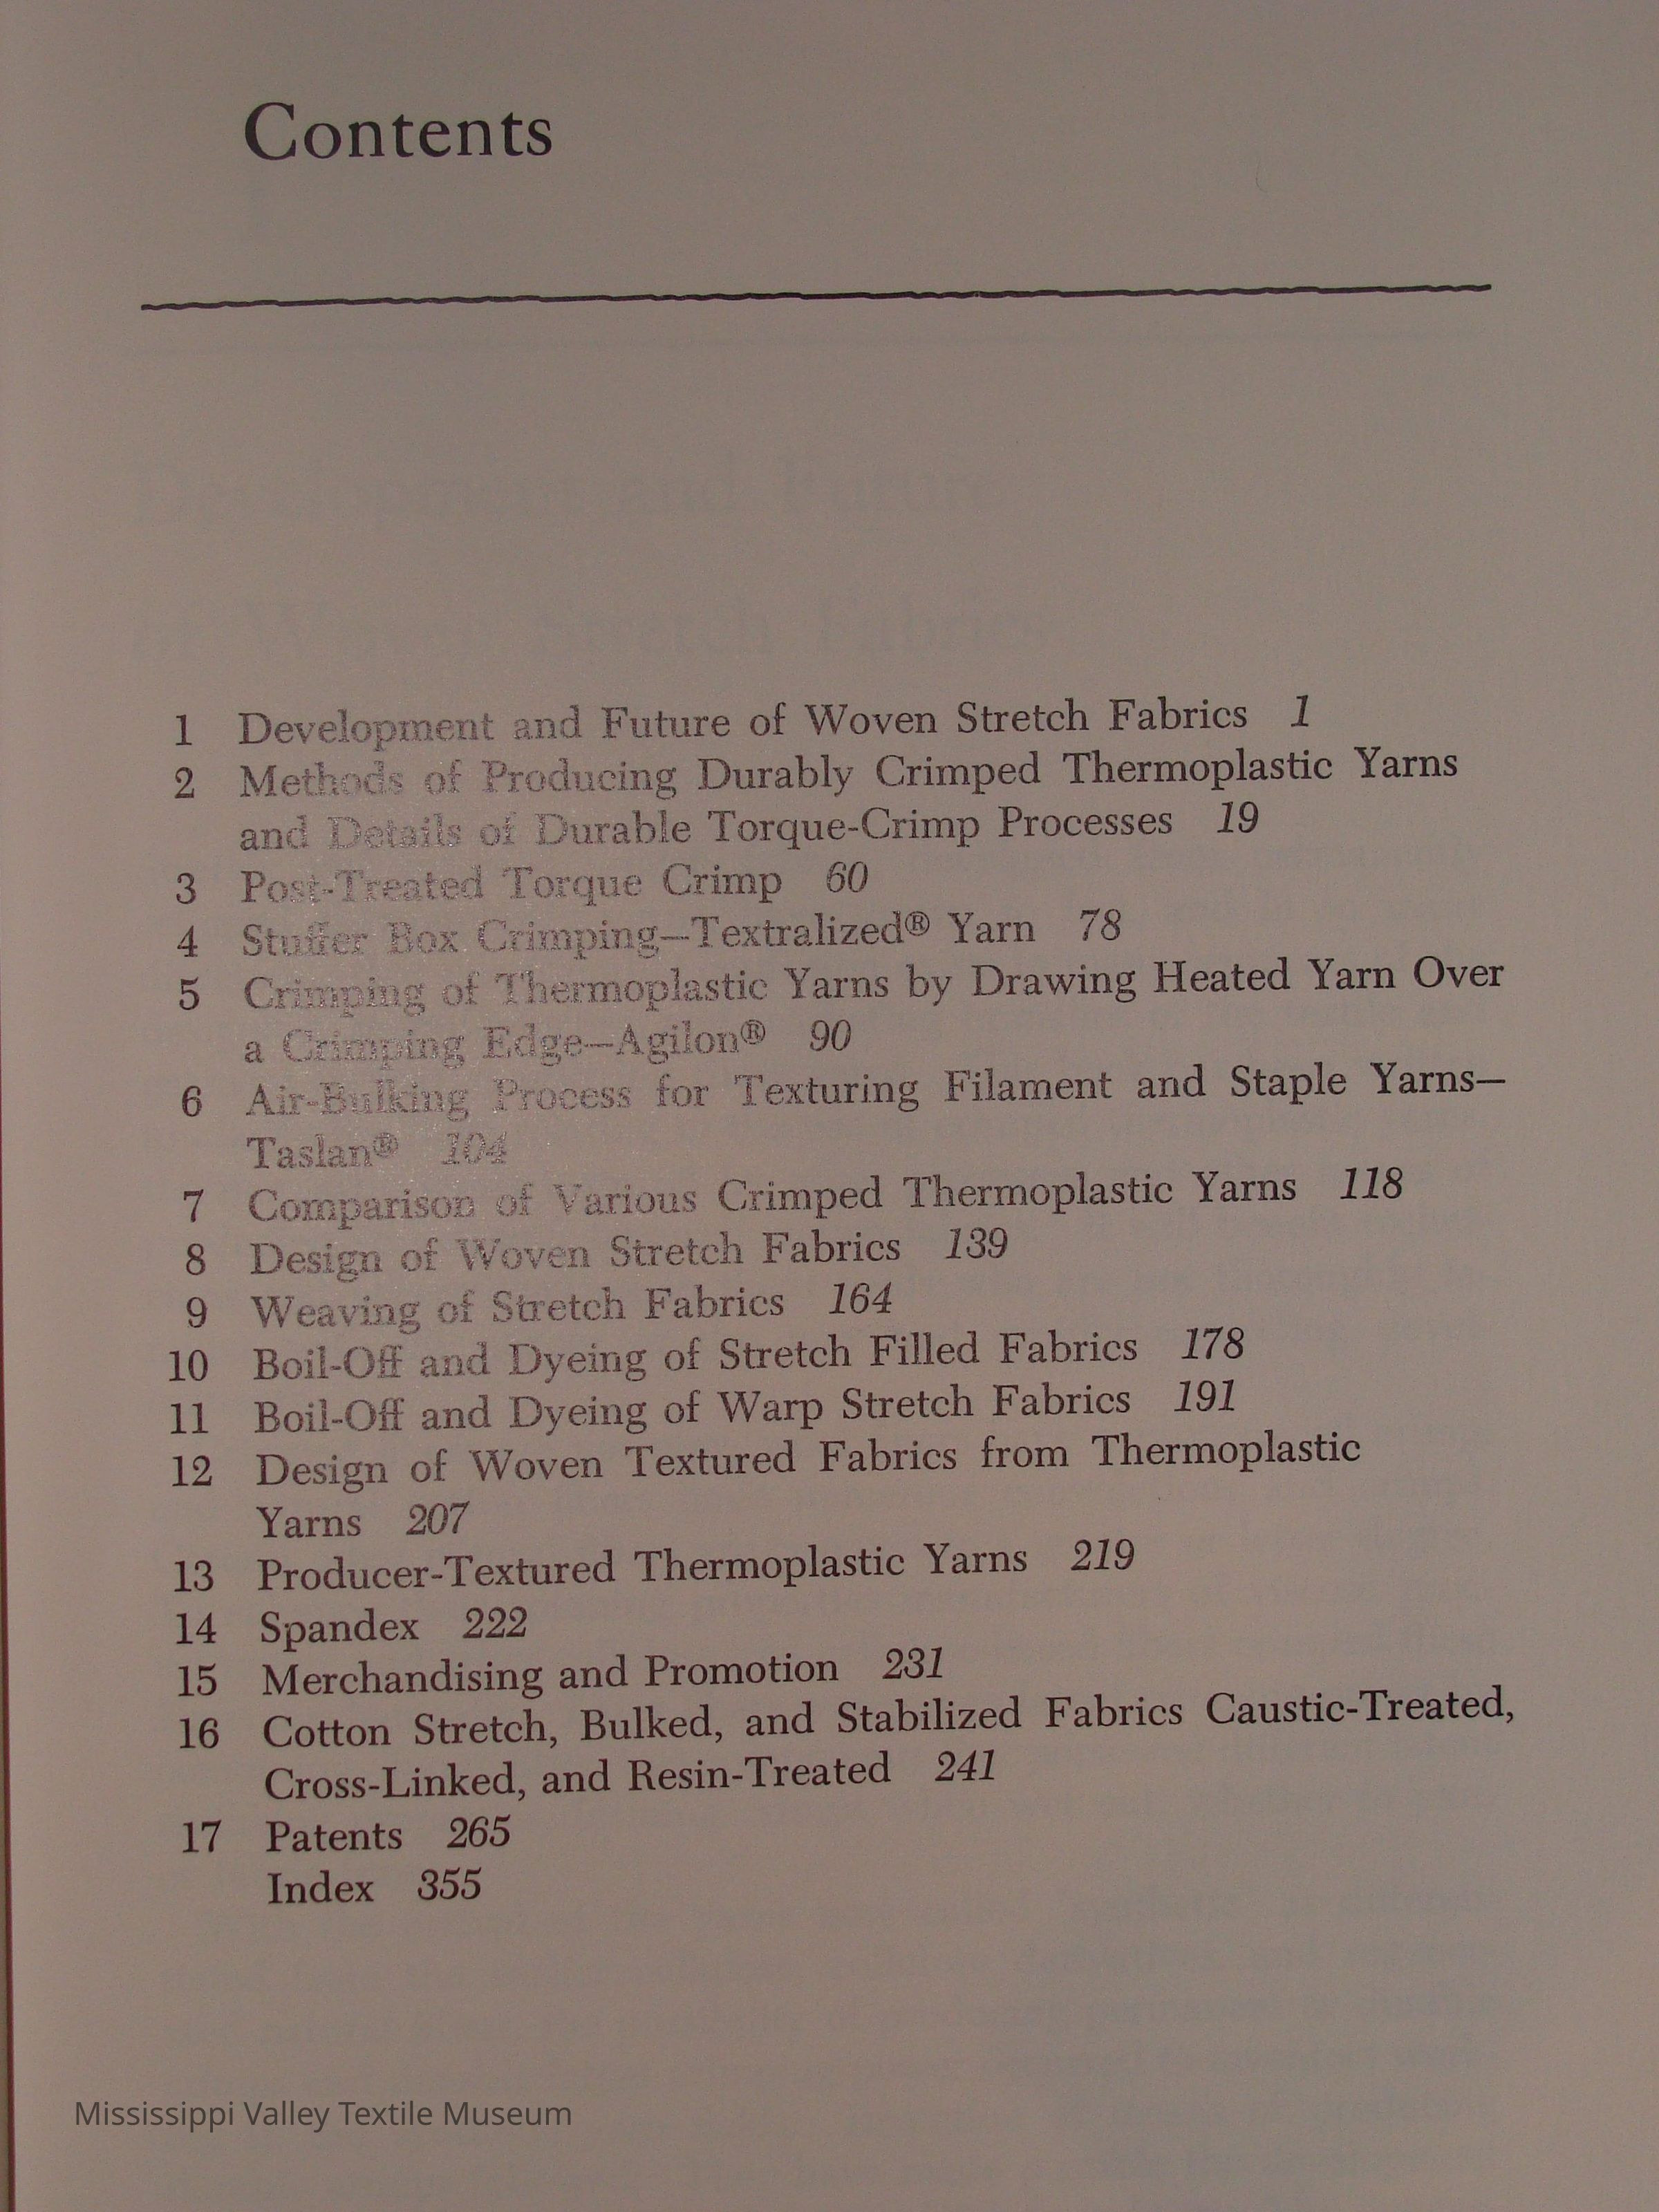 Contents
1 Development and Future of Woven Stretch Fabrics 1
2 Methods of Producing Durably Crimped Thermoplastic Yarns
and Details of Durable Torque-Crimp Processes 19
3 Post-Treated Torque Crimp 60
4 Stuffer Box Crimping—Textralized® Yarn 78
5 Crimping of Thermoplastic Yarns by Drawing Heated Yarn Over
a Crimping Edge—Agilon® 90
6 Air-Bulking Process for Texturing Filament and Staple Yarns—
Taslan® 104
7 Comparison of Various Crimped Thermoplastic Yarns 118
8 Design of Woven Stretch Fabrics 139
9 Weaving of Stretch Fabrics 164
10 Boil-Off and Dyeing of Stretch Filled Fabrics 178
11 Boil-Off and Dyeing of Warp Stretch Fabrics 191
12 Design of Woven Textured Fabrics from Thermoplastic
Yarns 207
13 Producer-Textured Thermoplastic Yarns 219
14 Spandex 222
15 Merchandising and Promotion 231
16 Cotton Stretch, Bulked, and Stabilized Fabrics Caustic-Treated,
Cross-Linked, and Resin-Treated 241
17 Patents 265
Index 355
Mississippi Valley Textile Museum